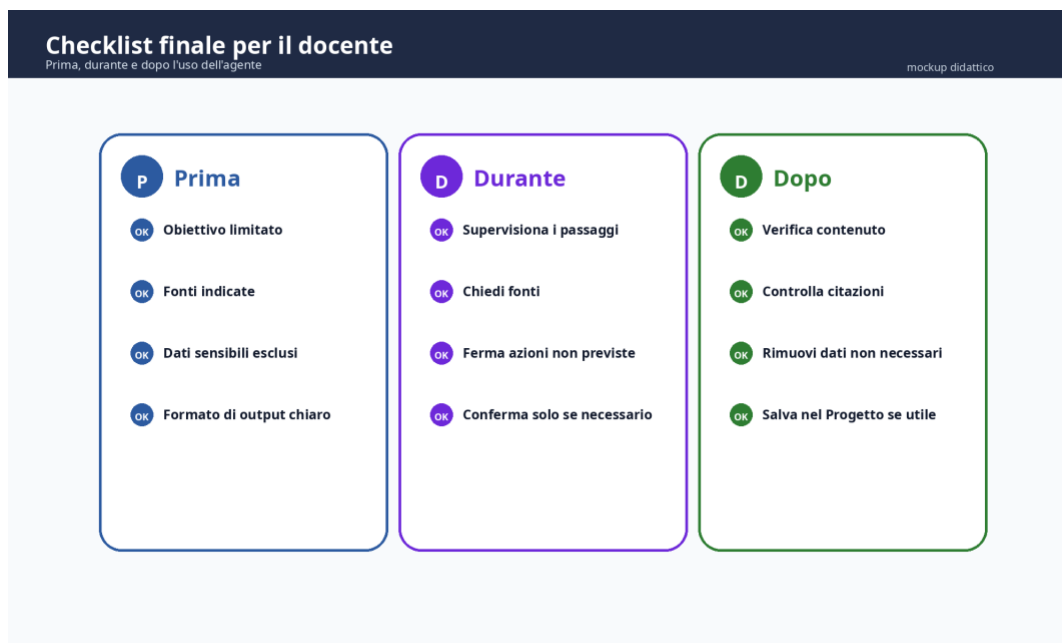 Checklist finale per il docente
Prima, durante e dopo l'uso dell'agente
mockup didattico
P Prima
OK Obiettivo limitato
OK Fonti indicate
OK Dati sensibili esclusi
OK Formato di output chiaro
D Durante
OK Supervisiona i passaggi
OK Chiedi fonti
OK Ferma azioni non previste
OK Conferma solo se necessario
D Dopo
OK Verifica contenuto
OK Controlla citazioni
OK Rimuovi dati non necessari
OK Salva nel Progetto se utile